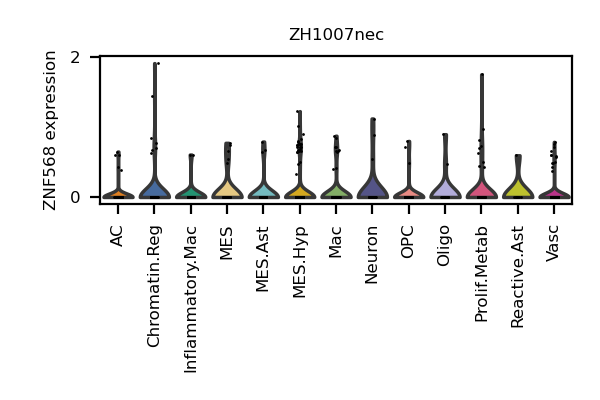 ZH1007nec
ZNF568 expression
2
0
AC
Chromatin.Reg
Inflammatory.Mac
MES
MES.Ast
MES.Hyp
Mac
Neuron
OPC
Oligo
Prolif.Metab
Reactive.Ast
Vasc